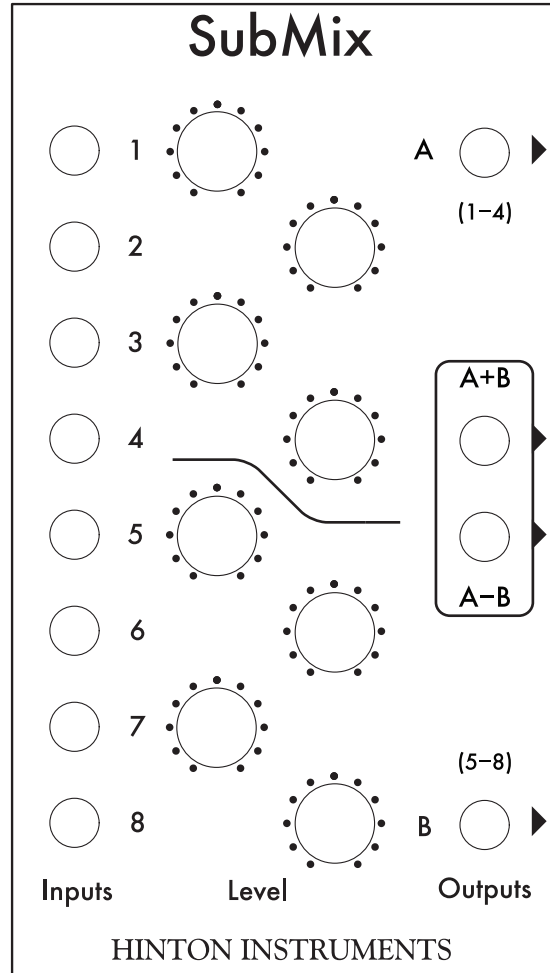 SubMix
1
A
(1–4)
2
3
A+B
4
5
A–B
6
7
(5–8)
8
B
Inputs Level Outputs
HINTON INSTRUMENTS